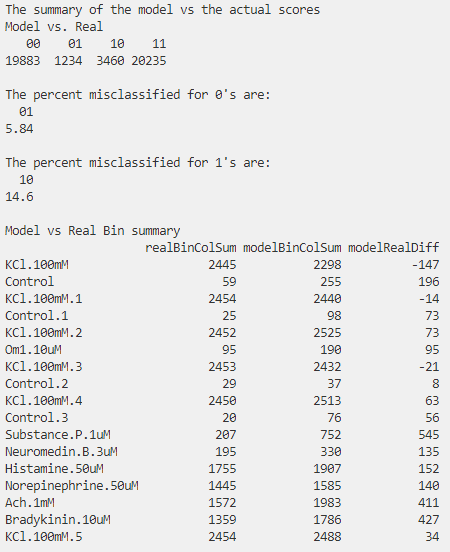 The summary of the model vs the actual scores
Model vs. Real
00 01 10 11
19883 1234 3460 20235
The percent misclassified for 0's are:
01
5.84
The percent misclassified for 1's are:
10
14.6
Model vs Real Bin summary
realBinColSum modelBinColSum modelRealDiff
KCl.100mM 2445 2298 -147
Control 59 255 196
KCl.100mM.1 2454 2440 -14
Control.1 25 98 73
KCl.100mM.2 2452 2525 73
Om1.10uM 95 190 95
KCl.100mM.3 2453 2432 -21
Control.2 29 37 8
KCl.100mM.4 2450 2513 63
Control.3 20 76 56
Substance.P.1uM 207 752 545
Neuromedin.B.3uM 195 330 135
Histamine.50uM 1755 1907 152
Norepinephrine.50uM 1445 1585 140
Ach.1mM 1572 1983 411
Bradykinin.10uM 1359 1786 427
KCl.100mM.5 2454 2488 34